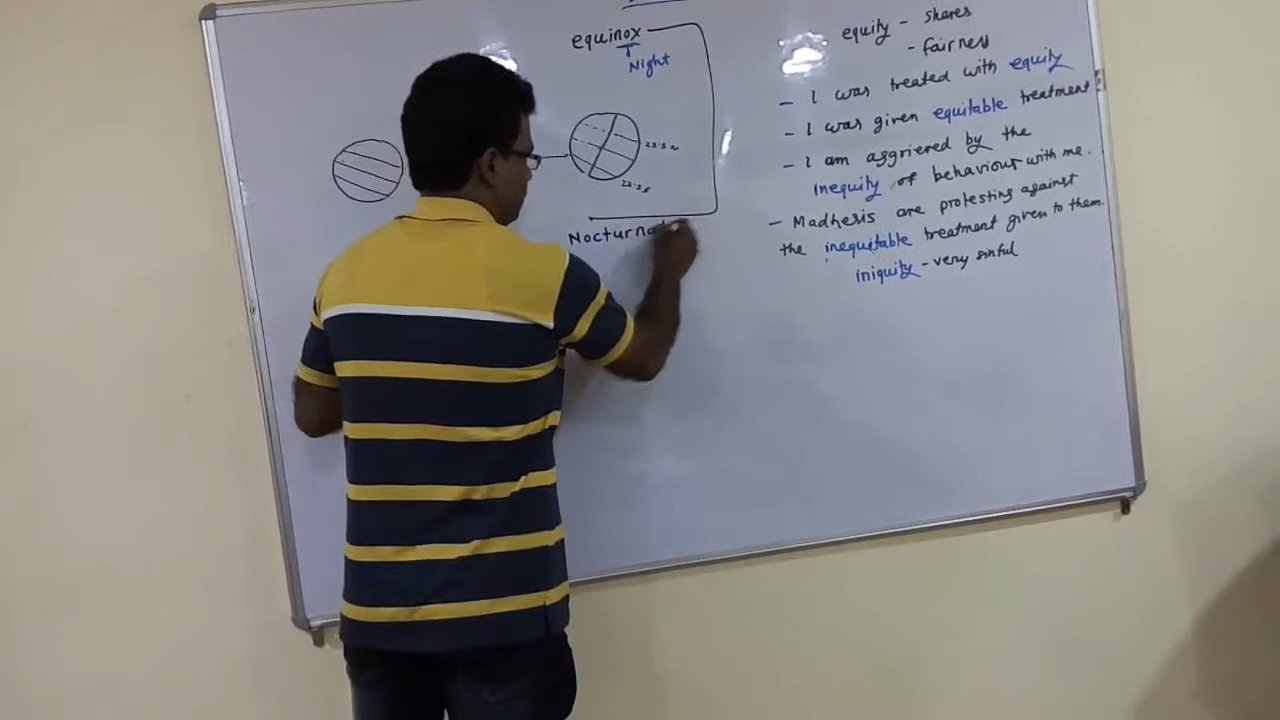 equinox
Night
23.5 N
23.5 S
Nocturnal
equity - shares
- fairness
- I was treated with equity
- I was given equitable treatment
- I am aggrieved by the
inequity of behaviour with me.
- Madhesis are protesting against
the inequitable treatment given to them.
iniquity - very sinful